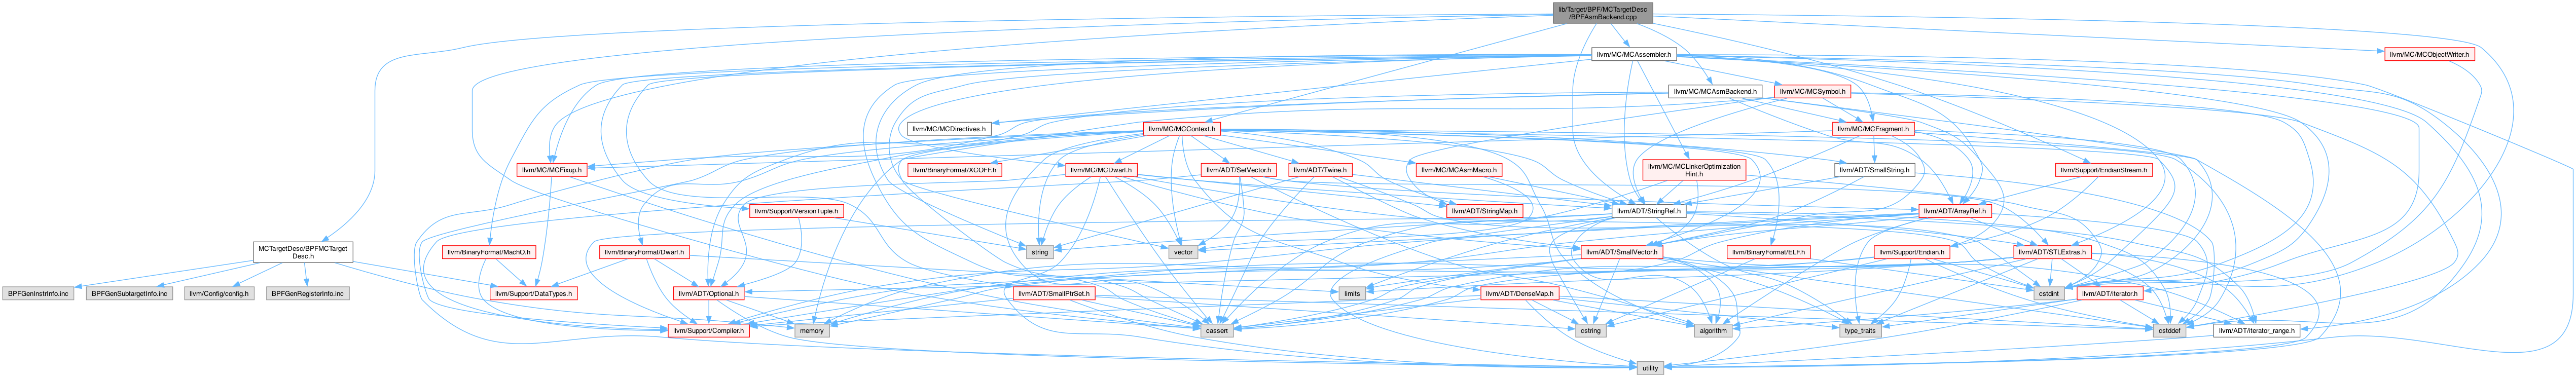 lib/Target/BPF/MCTargetDesc
/BPFAsmBackend.cpp
llvm/MC/MCAssembler.h
llvm/MC/MCObjectWriter.h
llvm/MC/MCAsmBackend.h
llvm/MC/MCSymbol.h
llvm/MC/MCDirectives.h
llvm/MC/MCContext.h
llvm/MC/MCFragment.h
llvm/MC/MCFixup.h
llvm/BinaryFormat/XCOFF.h
llvm/MC/MCDwarf.h
llvm/ADT/SetVector.h
llvm/ADT/Twine.h
llvm/MC/MCAsmMacro.h
llvm/MC/MCLinkerOptimization
Hint.h
llvm/ADT/SmallString.h
llvm/Support/EndianStream.h
llvm/Support/VersionTuple.h
llvm/ADT/StringMap.h
llvm/ADT/StringRef.h
llvm/ADT/ArrayRef.h
MCTargetDesc/BPFMCTarget
Desc.h
llvm/BinaryFormat/MachO.h
llvm/BinaryFormat/Dwarf.h
string
vector
llvm/ADT/SmallVector.h
llvm/BinaryFormat/ELF.h
llvm/Support/Endian.h
llvm/ADT/STLExtras.h
BPFGenInstrInfo.inc
BPFGenSubtargetInfo.inc
llvm/Config/config.h
BPFGenRegisterInfo.inc
llvm/Support/DataTypes.h
llvm/ADT/Optional.h
llvm/ADT/SmallPtrSet.h
limits
llvm/ADT/DenseMap.h
cstdint
llvm/ADT/iterator.h
llvm/Support/Compiler.h
memory
cassert
cstring
algorithm
type_traits
cstddef
llvm/ADT/iterator_range.h
utility